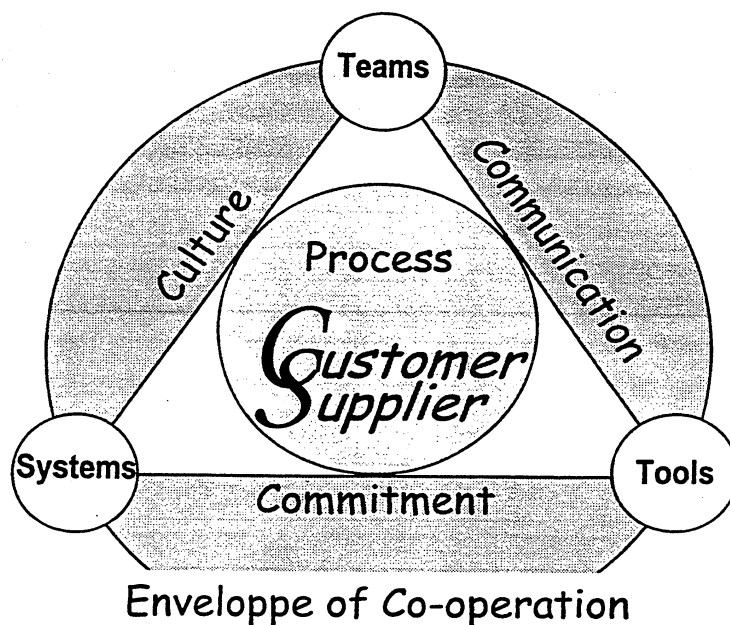 Teams
Culture
Communication
Process
Customer
Supplier
Systems
Tools
Commitment
Enveloppe of Co-operation